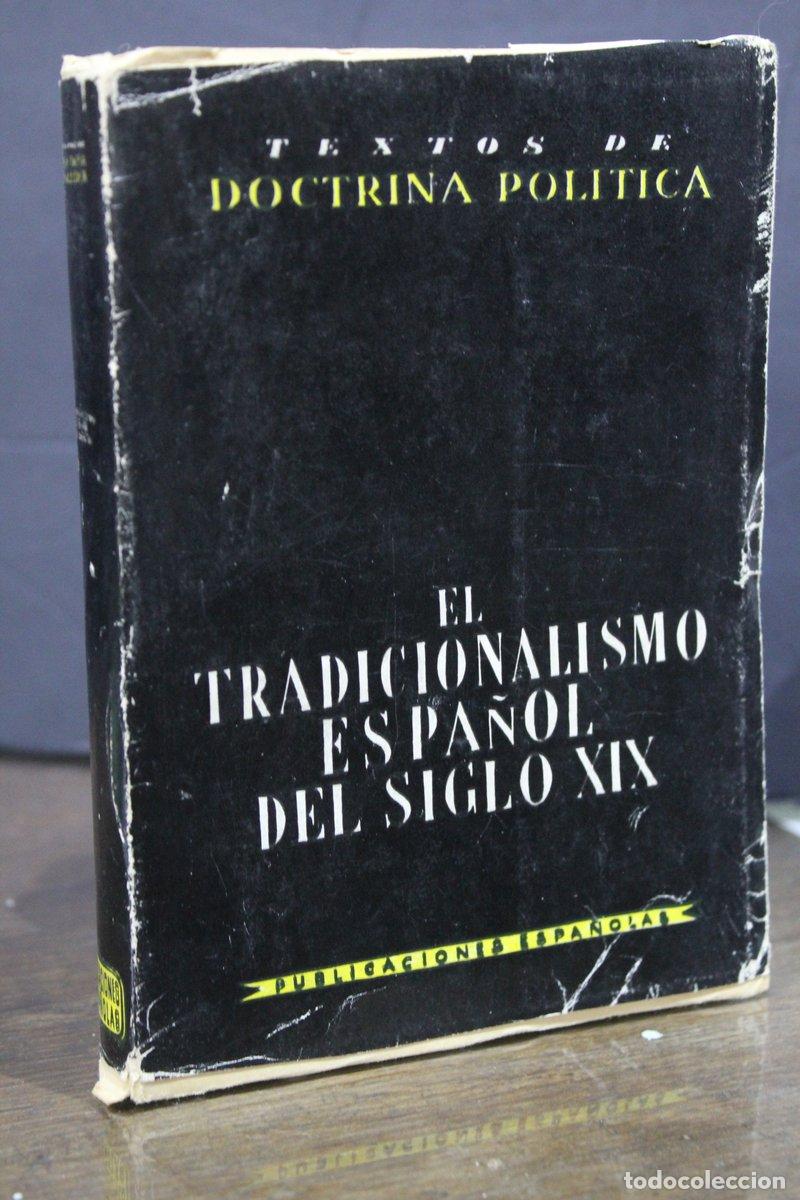 TEXTOS DE
DOCTRINA POLITICA
EL
TRADICIONALISMO
ESPAÑOL
DEL SIGLO XIX
PUBLICACIONES ESPAÑOLAS
todocoleccion